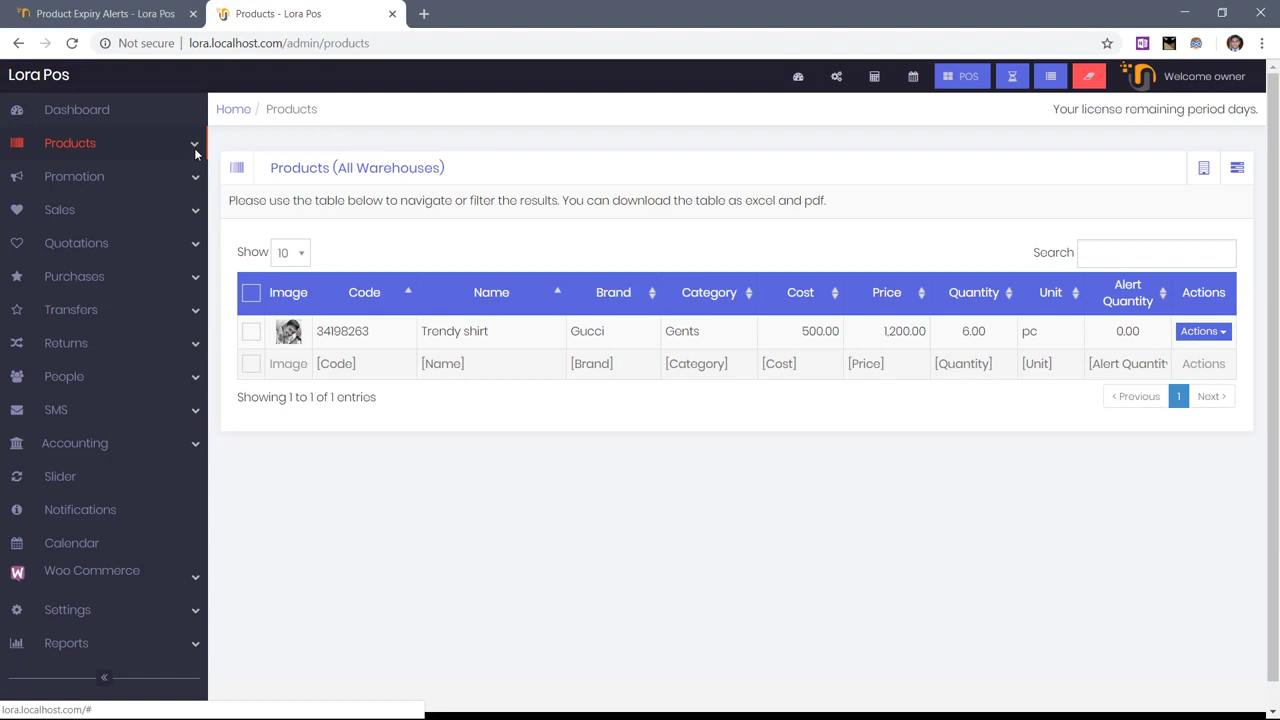 Product Expiry Alerts - Lora Pos
Products - Lora Pos
Not secure
lora.localhost.com/admin/products
Lora Pos
POS
Welcome owner
Dashboard
Products
Promotion
Sales
Quotations
Purchases
Transfers
Returns
People
SMS
Accounting
Slider
Notifications
Calendar
Woo Commerce
Settings
Reports
Home / Products
Your license remaining period days.
Products (All Warehouses)
Please use the table below to navigate or filter the results. You can download the table as excel and pdf.
Show 10
Search
Image Code Name Brand Category Cost Price Quantity Unit Alert Quantity Actions
34198263 Trendy shirt Gucci Gents 500.00 1,200.00 6.00 pc 0.00 Actions
Image [Code] [Name] [Brand] [Category] [Cost] [Price] [Quantity] [Unit] [Alert Quantit Actions
Showing 1 to 1 of 1 entries
< Previous 1 Next >
lora.localhost.com/#